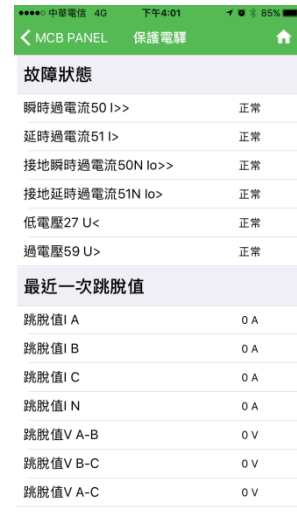 中華電信 4G 下午4:01 85%
MCB PANEL 保護電驛
故障狀態
瞬時過電流50 I>> 正常
延時過電流51 I> 正常
接地瞬時過電流50N Io>> 正常
接地延時過電流51N Io> 正常
低電壓27 U< 正常
過電壓59 U> 正常
最近一次跳脫值
跳脫值I A 0 A
跳脫值I B 0 A
跳脫值I C 0 A
跳脫值I N 0 A
跳脫值V A-B 0 V
跳脫值V B-C 0 V
跳脫值V A-C 0 V